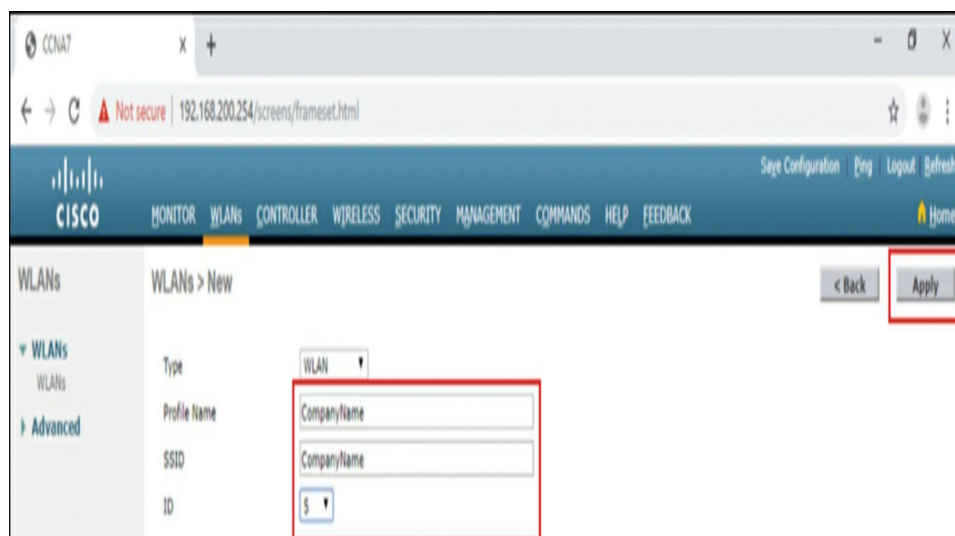 CCNA7
Not secure 192.168.200.254/screens/frameset.html
Save Configuration Ping Logout Refresh
CISCO MONITOR WLANs CONTROLLER WIRELESS SECURITY MANAGEMENT COMMANDS HELP FEEDBACK Home
WLANs WLANs > New < Back Apply
WLANs
WLANs
Advanced
Type WLAN
Profile Name CompanyName
SSID CompanyName
ID 5